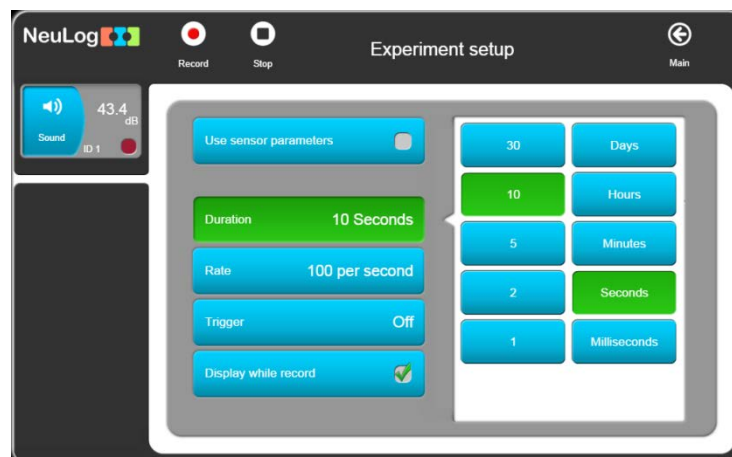 NeuLog
Record
Stop
Experiment setup
Main
43.4
dB
Sound
ID 1
Use sensor parameters
Duration 10 Seconds
Rate 100 per second
Trigger Off
Display while record
30 Days
10 Hours
5 Minutes
2 Seconds
1 Milliseconds